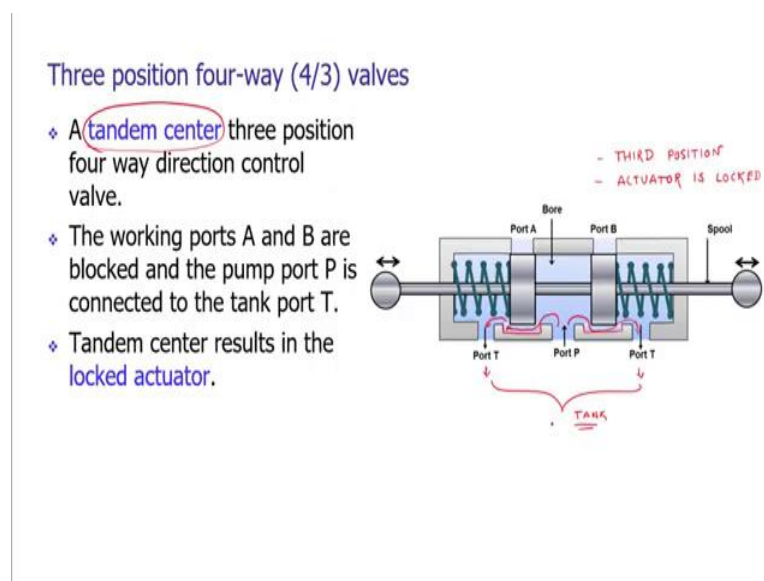 Three position four-way (4/3) valves
❖ A tandem center three position
four way direction control
valve.
❖ The working ports A and B are
blocked and the pump port P is
connected to the tank port T.
❖ Tandem center results in the
locked actuator.
- THIRD POSITION
- ACTUATOR IS LOCKED
Bore
Port A
Port B
Spool
Port T
Port P
Port T
TANK